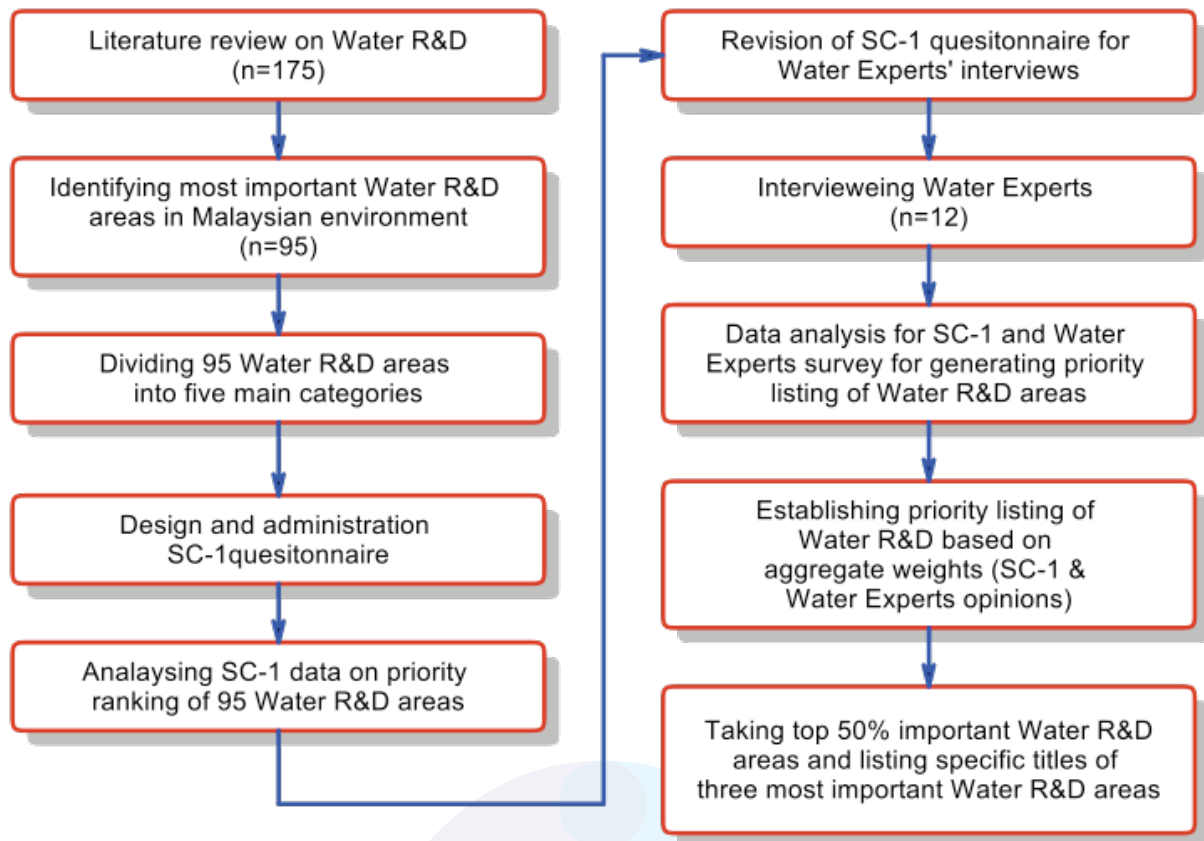 Literature review on Water R&D
(n=175)
Identifying most important Water R&D
areas in Malaysian environment
(n=95)
Dividing 95 Water R&D areas
into five main categories
Design and administration
SC-1quesitonnaire
Analaysing SC-1 data on priority
ranking of 95 Water R&D areas
Revision of SC-1 quesitonnaire for
Water Experts' interviews
Intervieweing Water Experts
(n=12)
Data analysis for SC-1 and Water
Experts survey for generating priority
listing of Water R&D areas
Establishing priority listing of
Water R&D based on
aggregate weights (SC-1 &
Water Experts opinions)
Taking top 50% important Water R&D
areas and listing specific titles of
three most important Water R&D areas